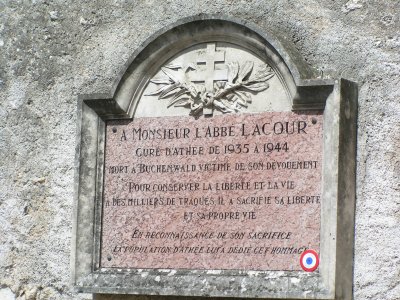 A MONSIEUR L'ABBÉ LACOUR
CURÉ D'ATHÉE DE 1935 A 1944
MORT A BUCHENWALD VICTIME DE SON DÉVOUEMENT
POUR CONSERVER LA LIBERTÉ ET LA VIE
A DES MILLIERS DE TRAQUÉS IL A SACRIFIÉ SA LIBERTÉ
ET SA PROPRE VIE
EN RECONNAISSANCE DE SON SACRIFICE
LA POPULATION D'ATHÉE LUI A DÉDIÉ CET HOMMAGE